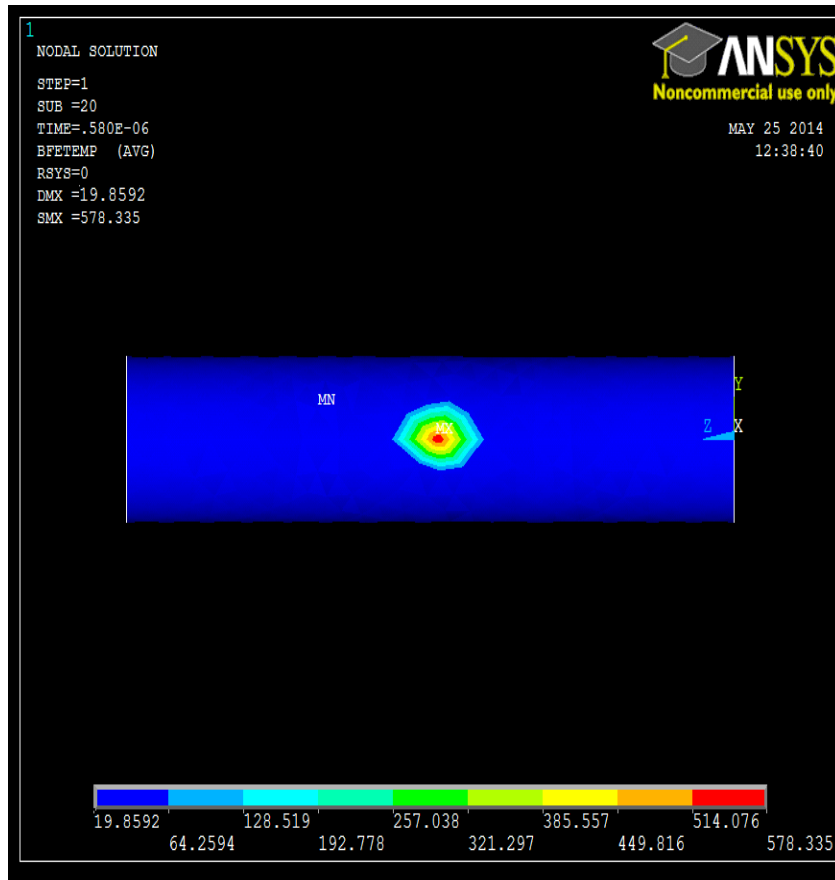 1
NODAL SOLUTION
STEP=1
SUB =20
TIME=.580E-06
BFETEMP (AVG)
RSYS=0
DMX =19.8592
SMX =578.335
ANSYS
Noncommercial use only
MAY 25 2014
12:38:40
MN
MX
Y
Z X
19.8592 128.519 257.038 385.557 514.076
64.2594 192.778 321.297 449.816 578.335